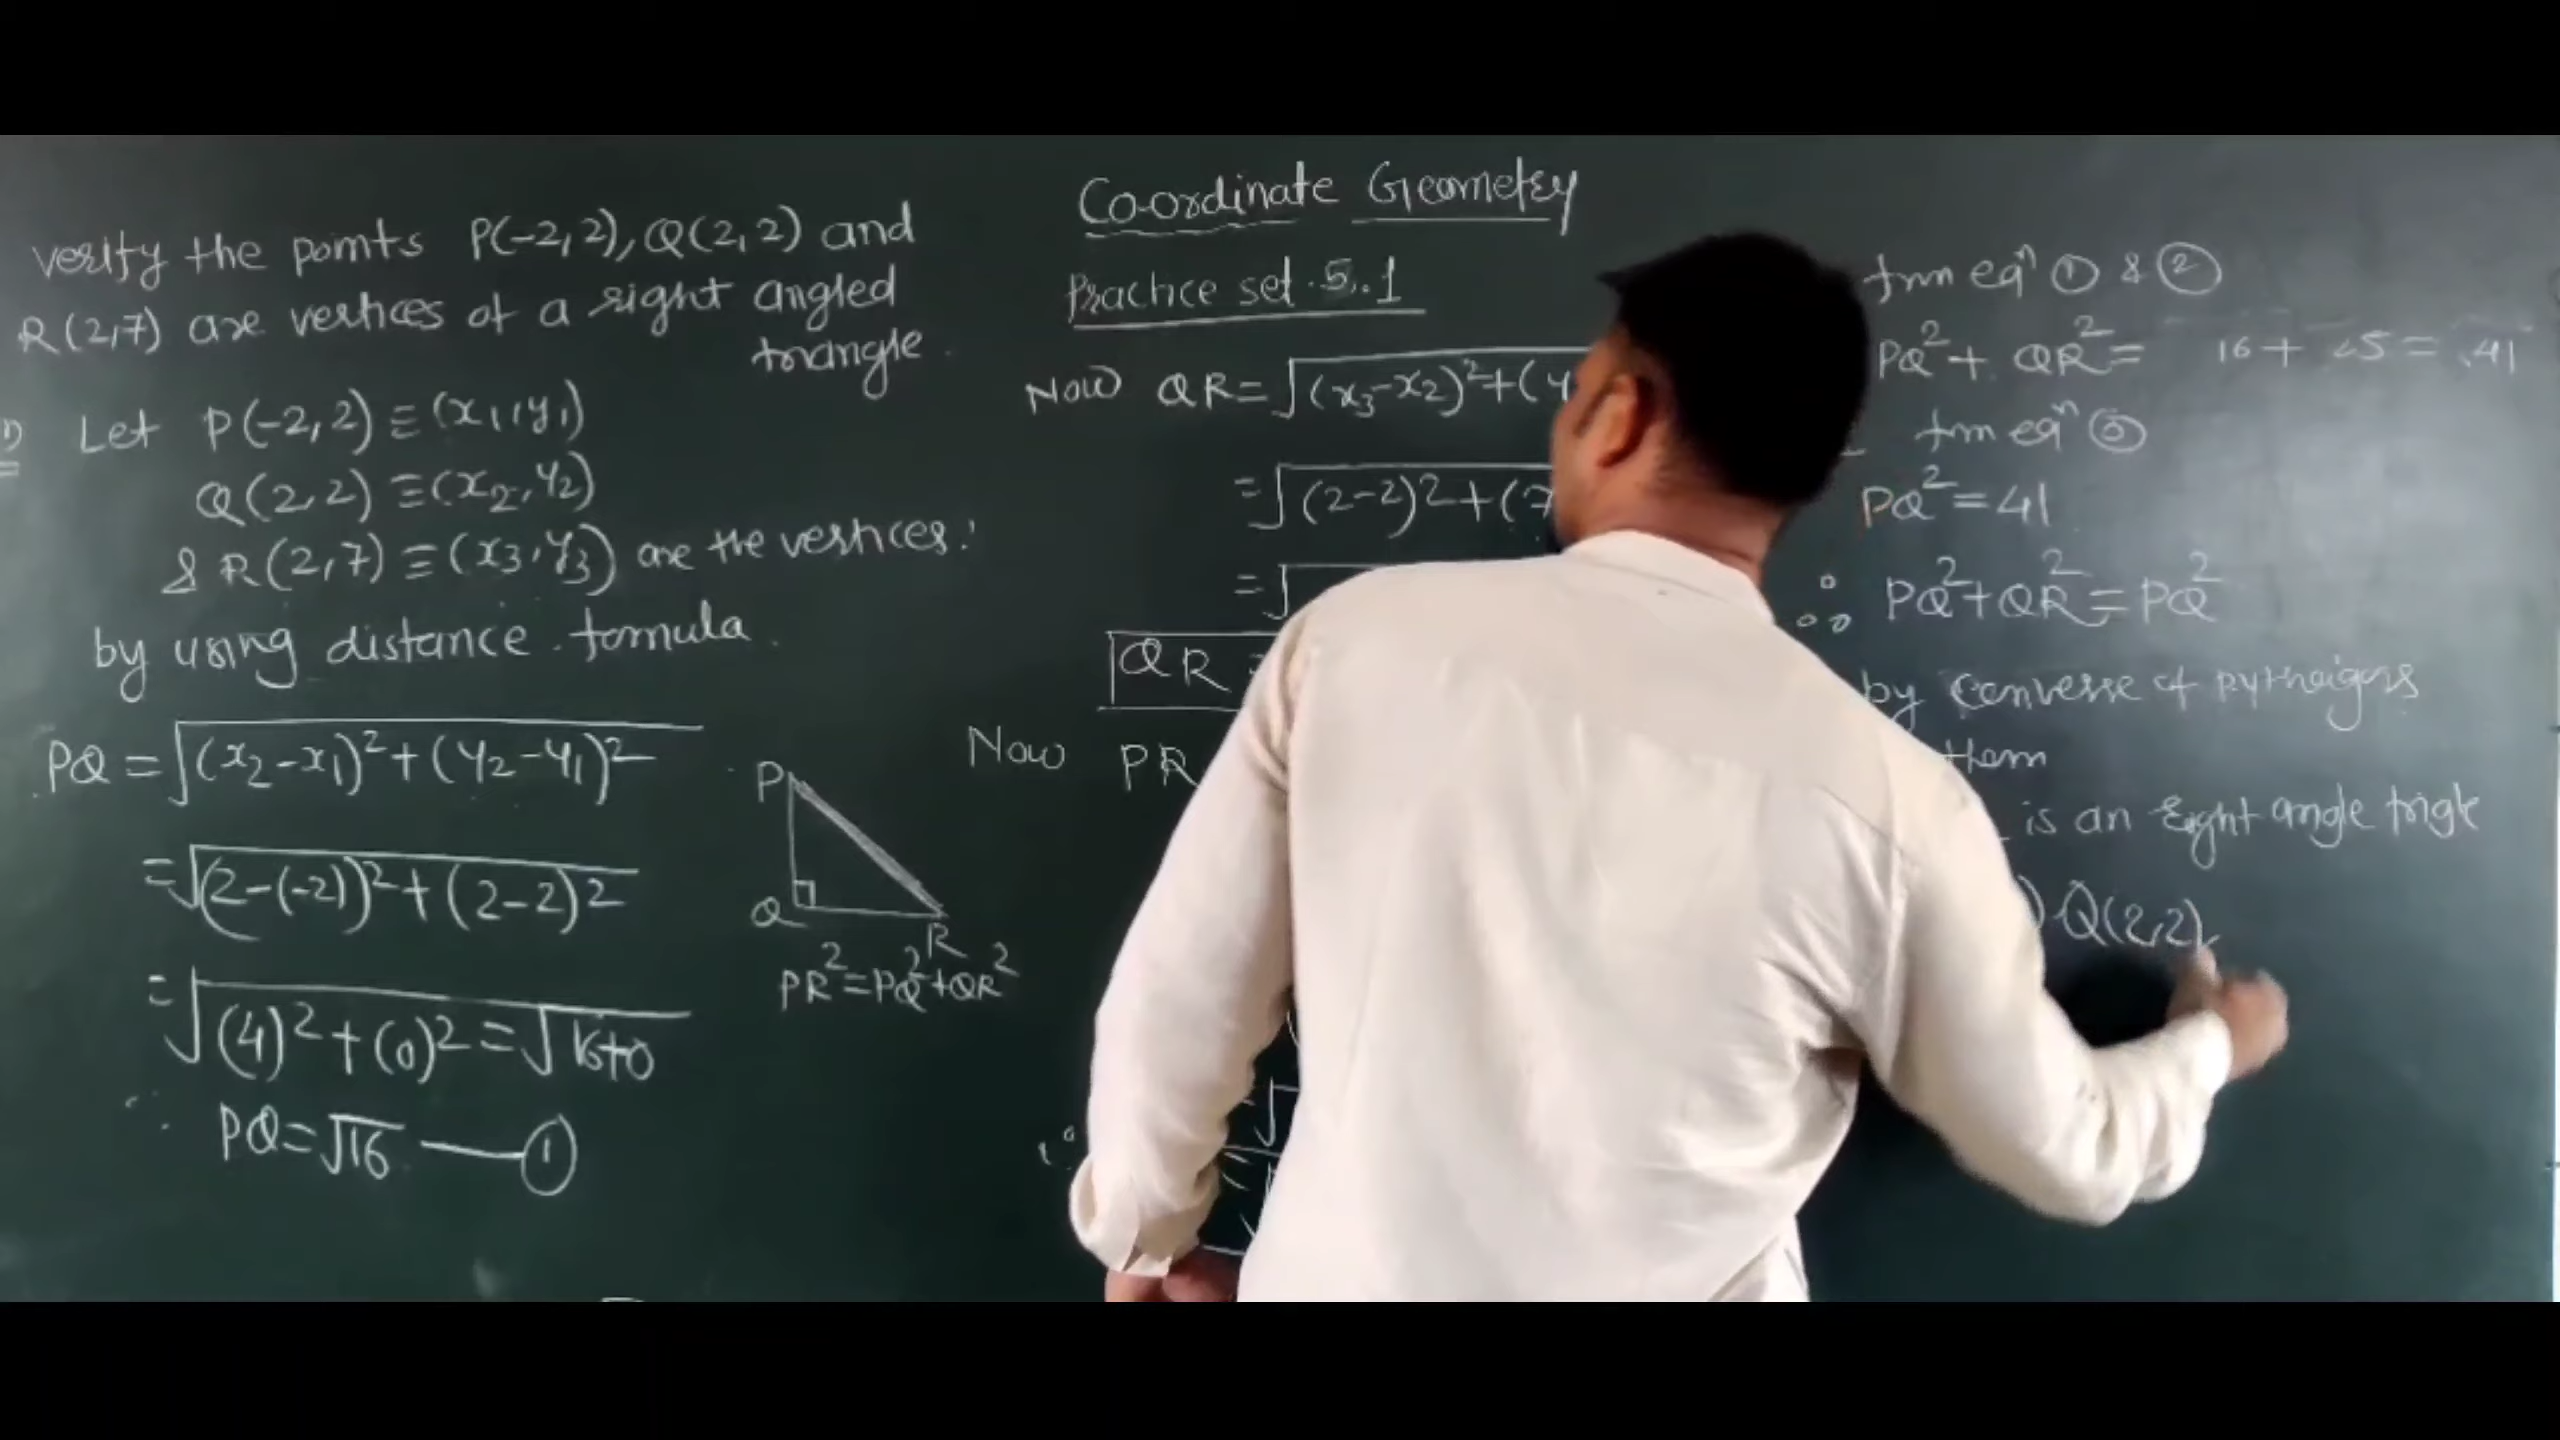 Co-ordinate Geometry
Practice set 5.1
verify the points P(-2,2), Q(2,2) and
R(2,7) are vertices of a right angled
triangle.
Let P(-2,2) ≡ (x₁, y₁)
Q(2,2) ≡ (x₂, y₂)
& R(2,7) ≡ (x₃, y₃) are the vertices.
by using distance formula
PQ = √(x₂-x₁)² + (y₂-y₁)²
= √(2-(-2))² + (2-2)²
= √(4)² + (0)² = √16+0
∴ PQ = √16 — ①
P
Q
R
PR² = PQ² + QR²
Now QR = √(x₃-x₂)² + (y
= √(2-2)² + (7
= √
QR =
Now PR
eqⁿ ① & ②
PQ² + QR² = 16 + 25 = 41
eqⁿ ③
PQ² = 41
∴ PQ² + QR² = PQ²
by converse of
is an right angle
) Q(2,2),